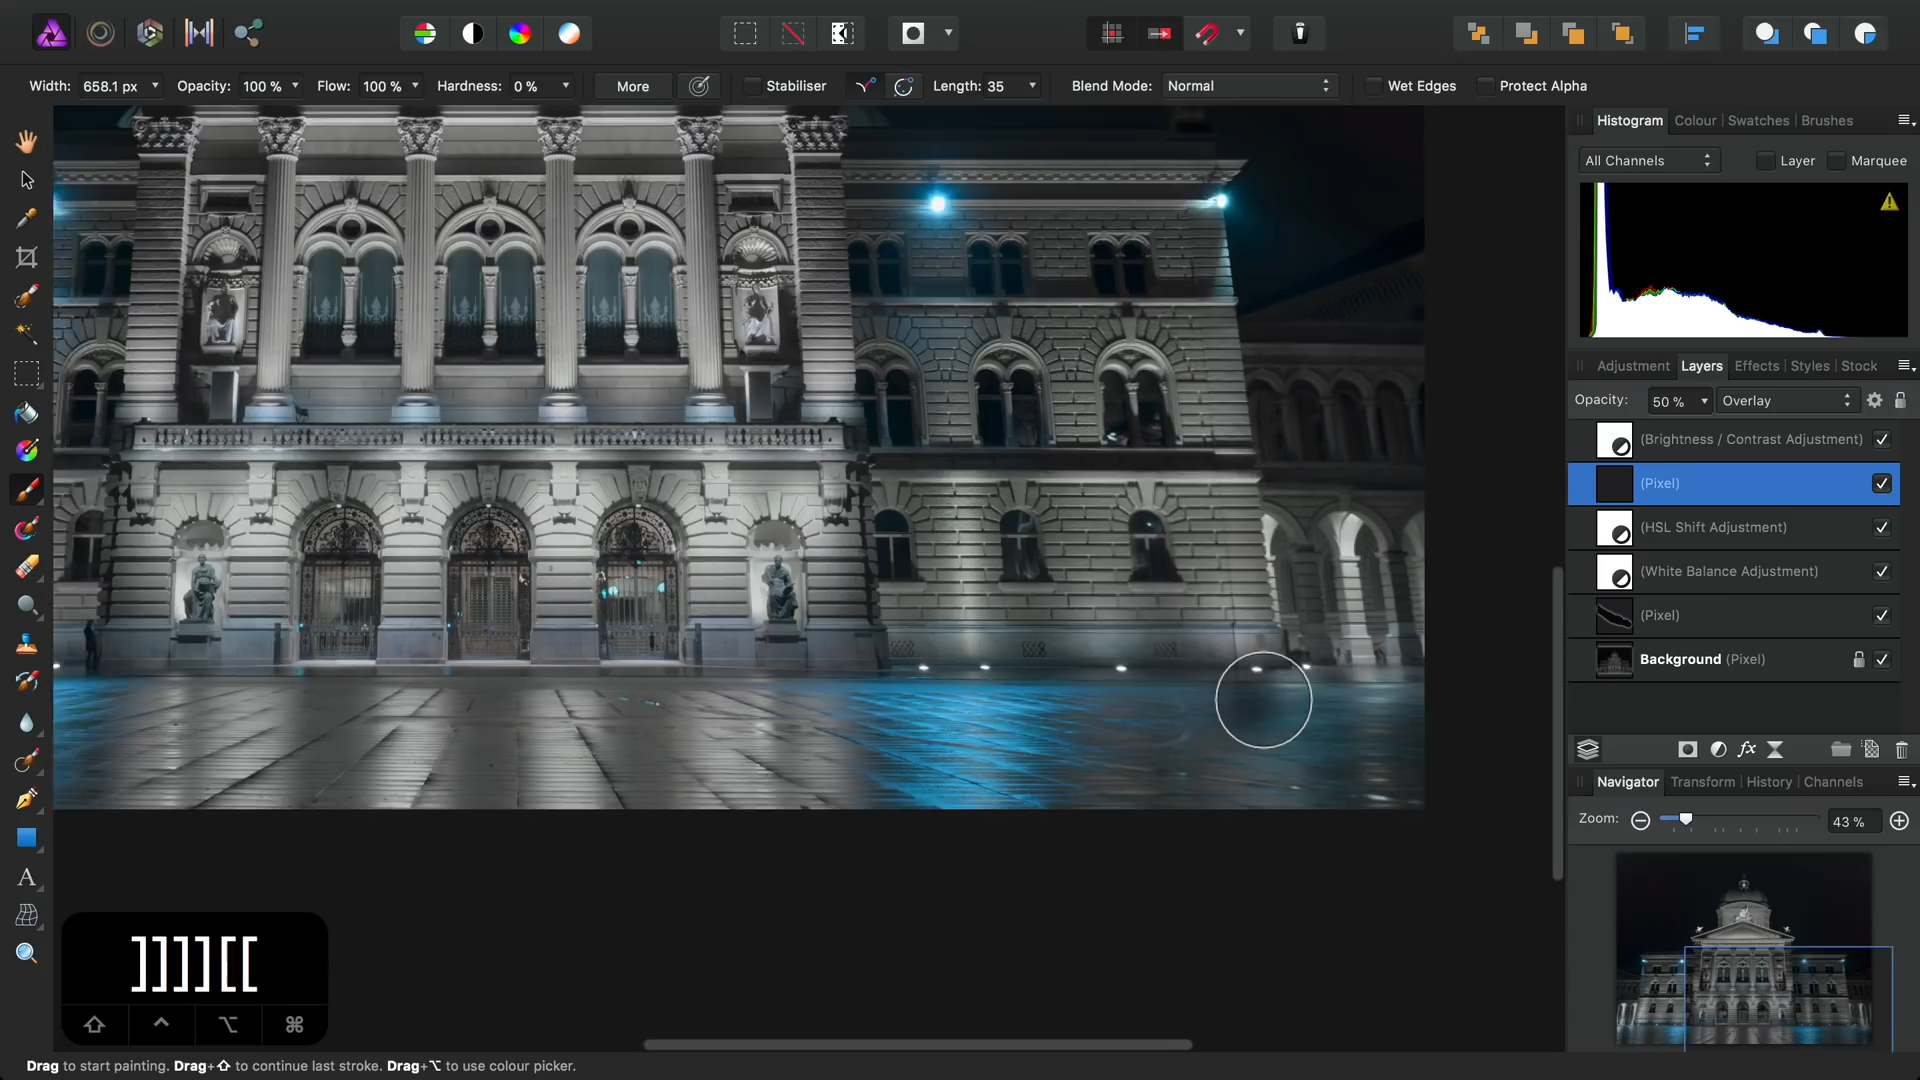 Width: 658.1 px Opacity: 100 % Flow: 100 % Hardness: 0 % More Stabiliser Length: 35 Blend Mode: Normal Wet Edges Protect Alpha
Histogram Colour Swatches Brushes
All Channels Layer Marquee
Adjustment Layers Effects Styles Stock
Opacity: 50 % Overlay
(Brightness / Contrast Adjustment)
(Pixel)
(HSL Shift Adjustment)
(White Balance Adjustment)
(Pixel)
Background (Pixel)
fx
Navigator Transform History Channels
Zoom: 43 %
A
]]]][[
Drag to start painting. Drag+⇧ to continue last stroke. Drag+⌥ to use colour picker.